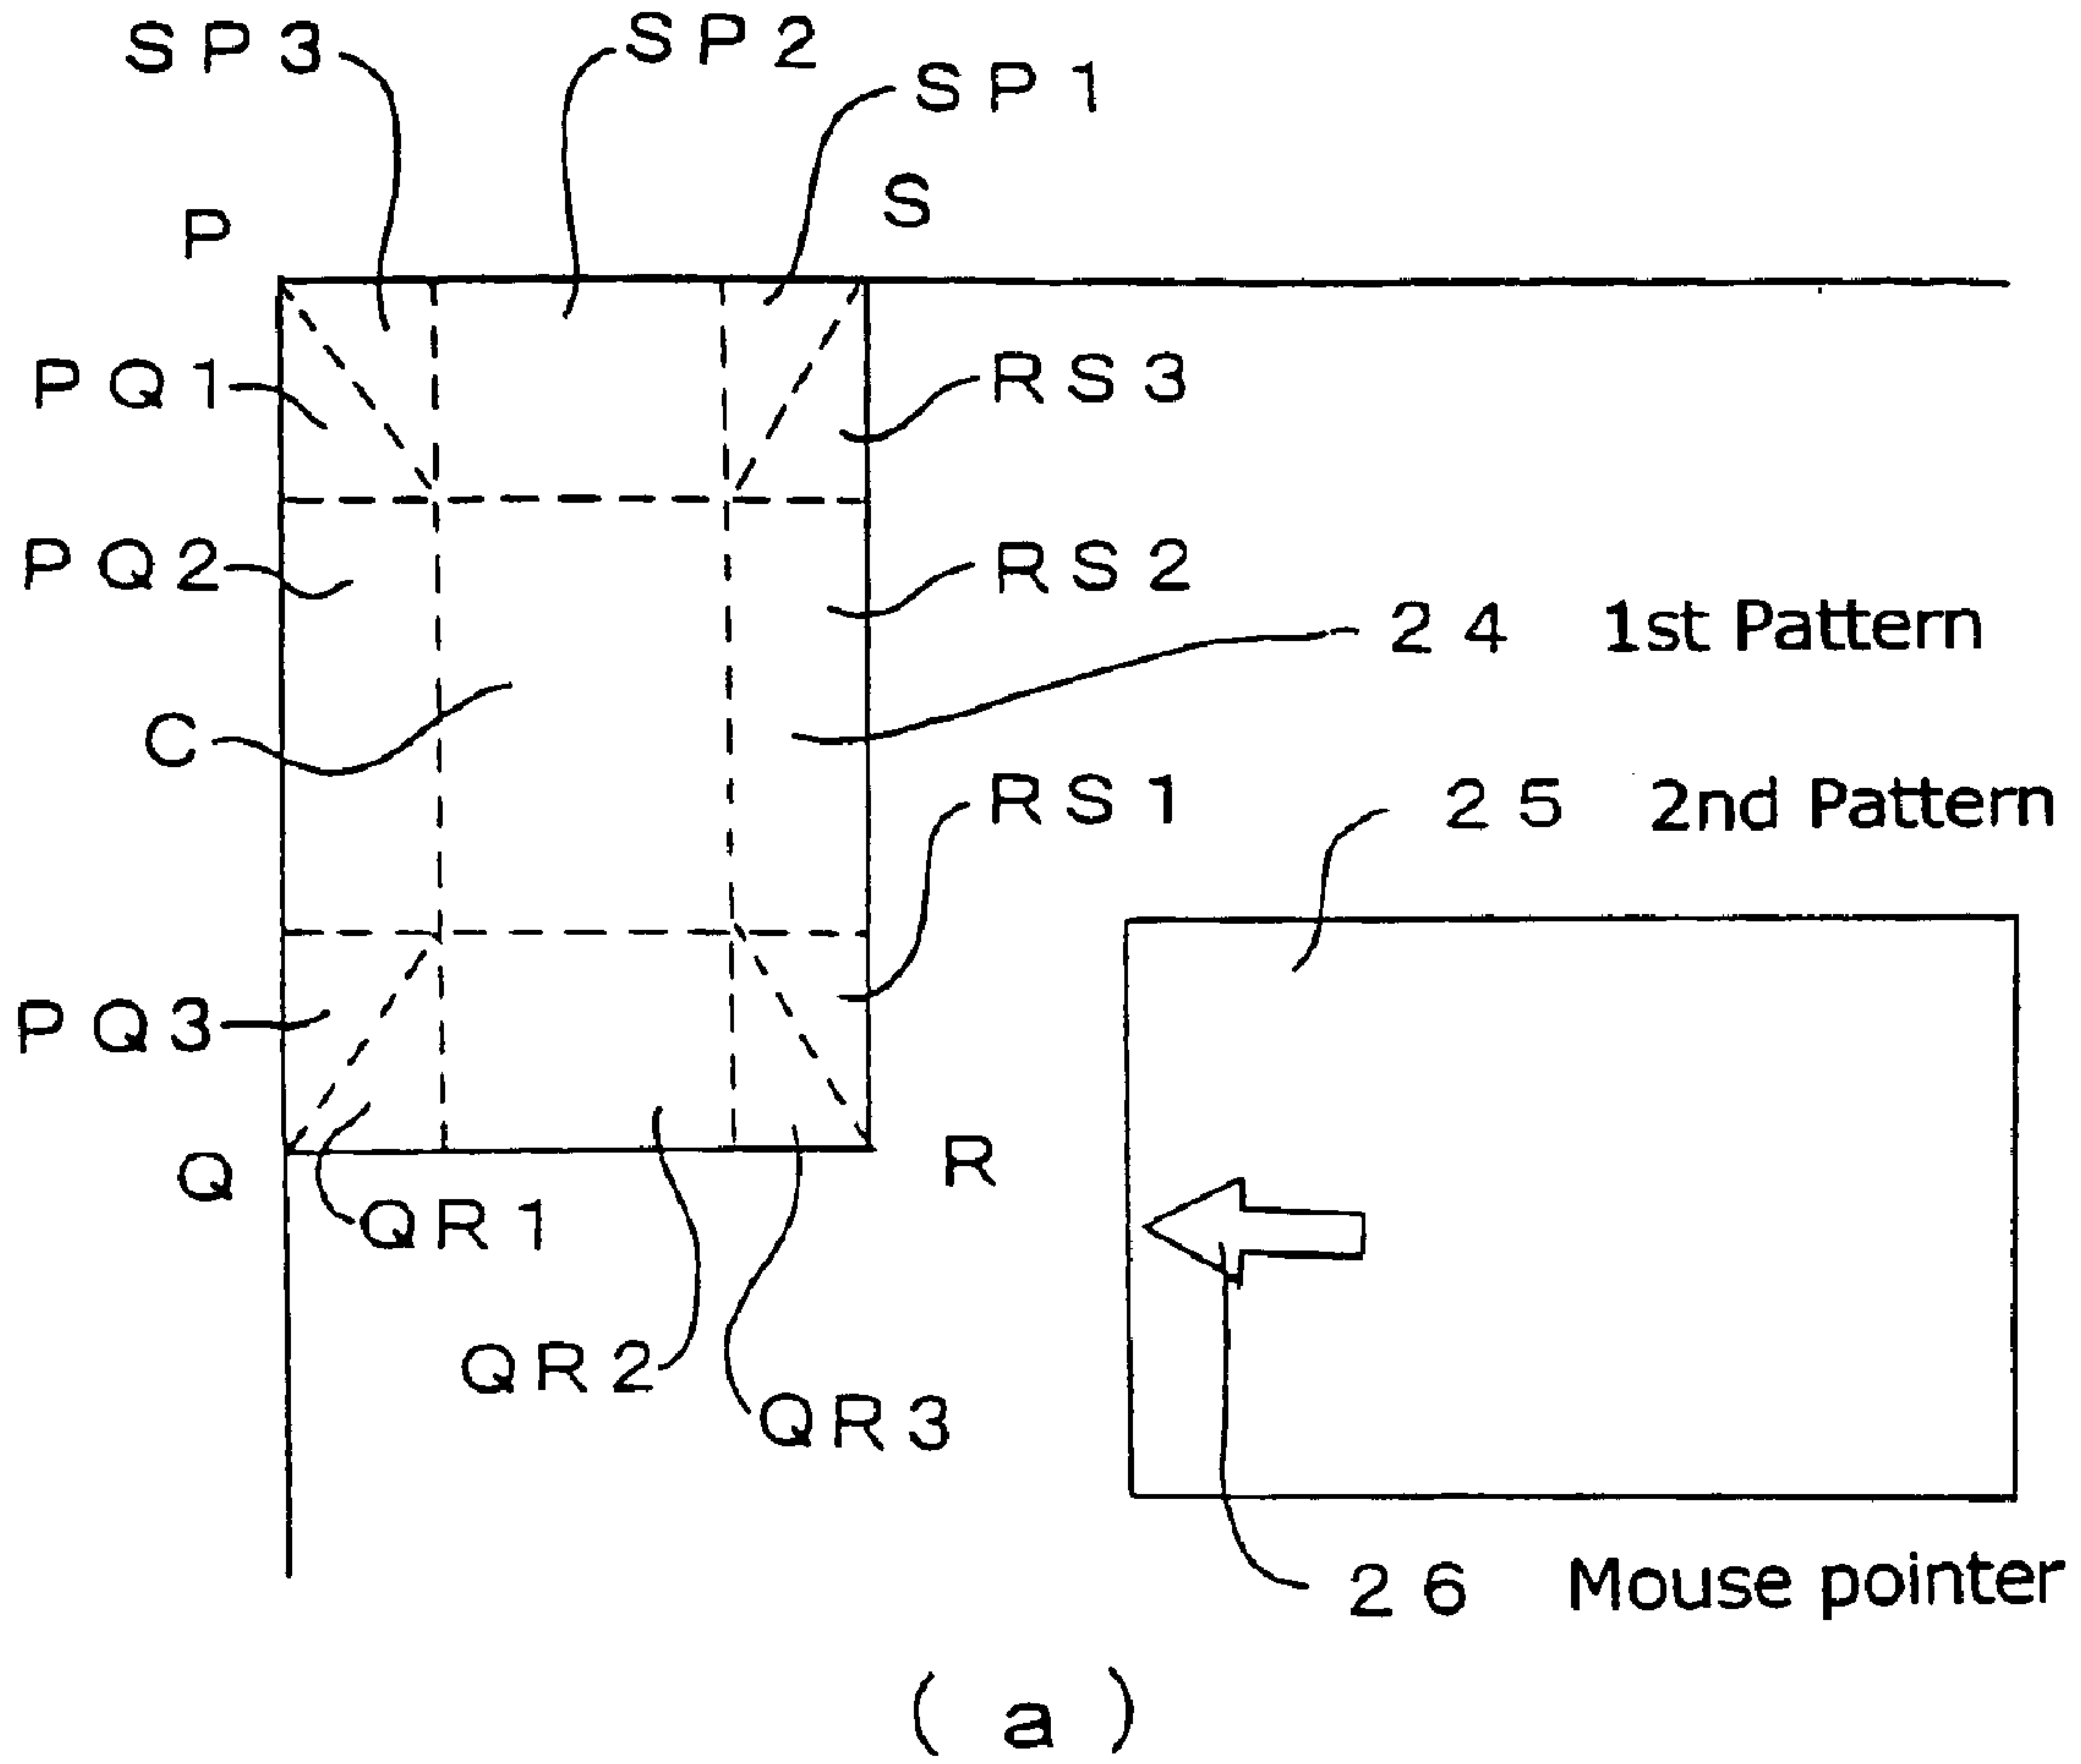 SP3
SP2
SP1
S
P
PQ1
RS3
PQ2
RS2
24 1st Pattern
C
RS1
25 2nd Pattern
PQ3
Q
R
QR1
QR2
QR3
26 Mouse pointer
(a)